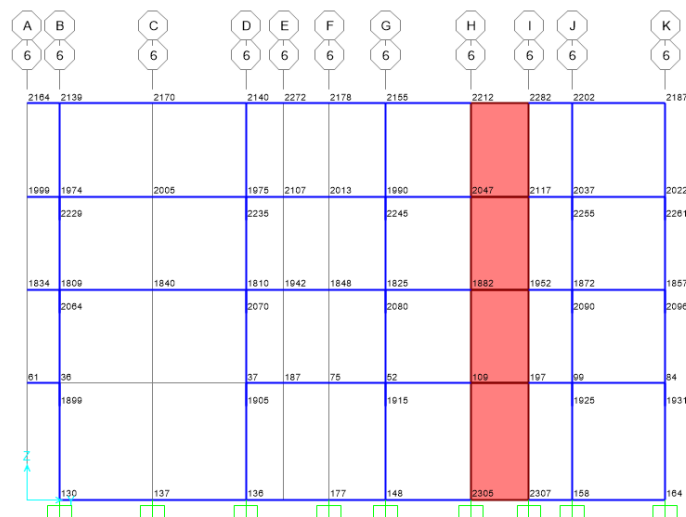 A B C D E F G H I J K
6 6 6 6 6 6 6 6 6 6 6
2164 2139 2170 2140 2272 2178 2155 2212 2282 2202 2187
1999 1974 2005 1975 2107 2013 1990 2047 2117 2037 2022
2229 2235 2245 2255 2261
1834 1809 1840 1810 1942 1848 1825 1882 1952 1872 1857
2064 2070 2080 2090 2096
61 36 37 187 75 52 109 197 99 84
1899 1905 1915 1925 1931
Z
130 137 136 177 148 2305 2307 158 164